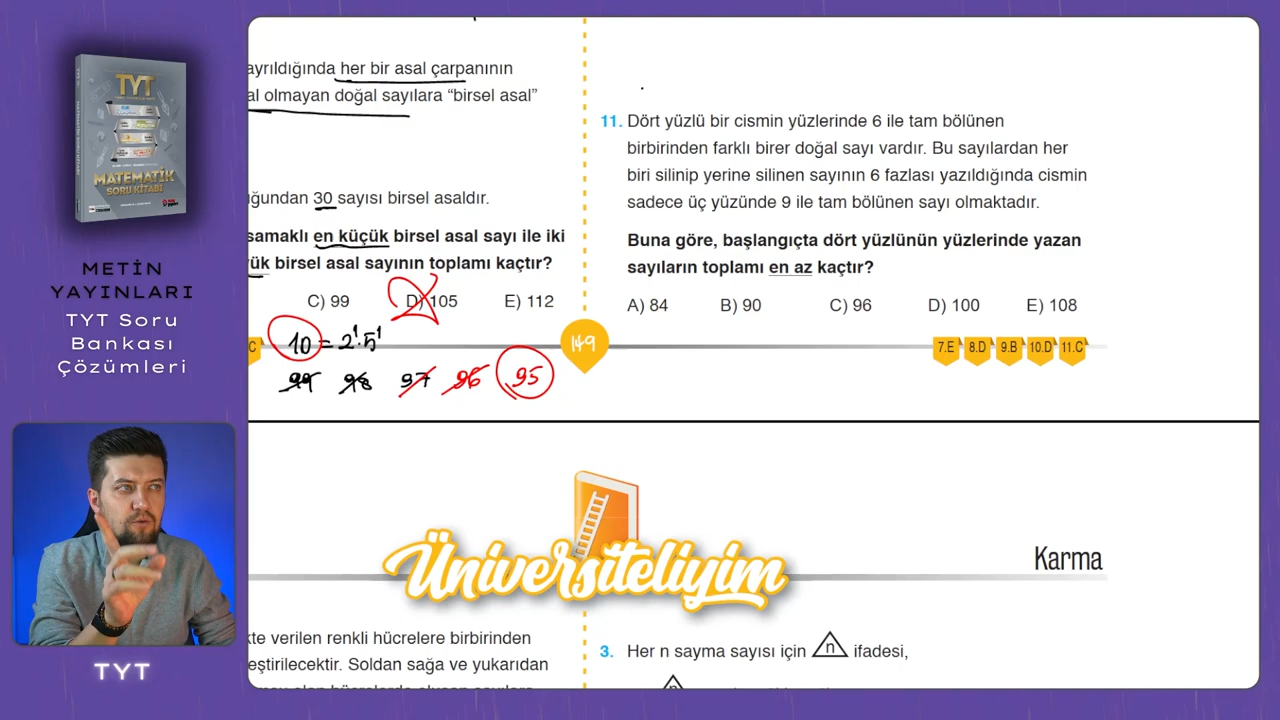 TYT
MATEMATİK
SORU KİTABI
METİN
YAYINLARI
TYT Soru
Bankası
Çözümleri
TYT
ayrıldığında her bir asal çarpanının
al olmayan doğal sayılara “birsel asal”
uğundan 30 sayısı birsel asaldır.
samaklı en küçük birsel asal sayı ile iki
yük birsel asal sayının toplamı kaçtır?
C) 99 D) 105 E) 112
C 10 = 2¹.5¹
99 98 97 96 95
149
11. Dört yüzlü bir cismin yüzlerinde 6 ile tam bölünen
birbirinden farklı birer doğal sayı vardır. Bu sayılardan her
biri silinip yerine silinen sayının 6 fazlası yazıldığında cismin
sadece üç yüzünde 9 ile tam bölünen sayı olmaktadır.
Buna göre, başlangıçta dört yüzlünün yüzlerinde yazan
sayıların toplamı en az kaçtır?
A) 84 B) 90 C) 96 D) 100 E) 108
7.E 8.D 9.B 10.D 11.C
Üniversiteliyim
Karma
kte verilen renkli hücrelere birbirinden
eştirilecektir. Soldan sağa ve yukarıdan
3. Her n sayma sayısı için n ifadesi,
n